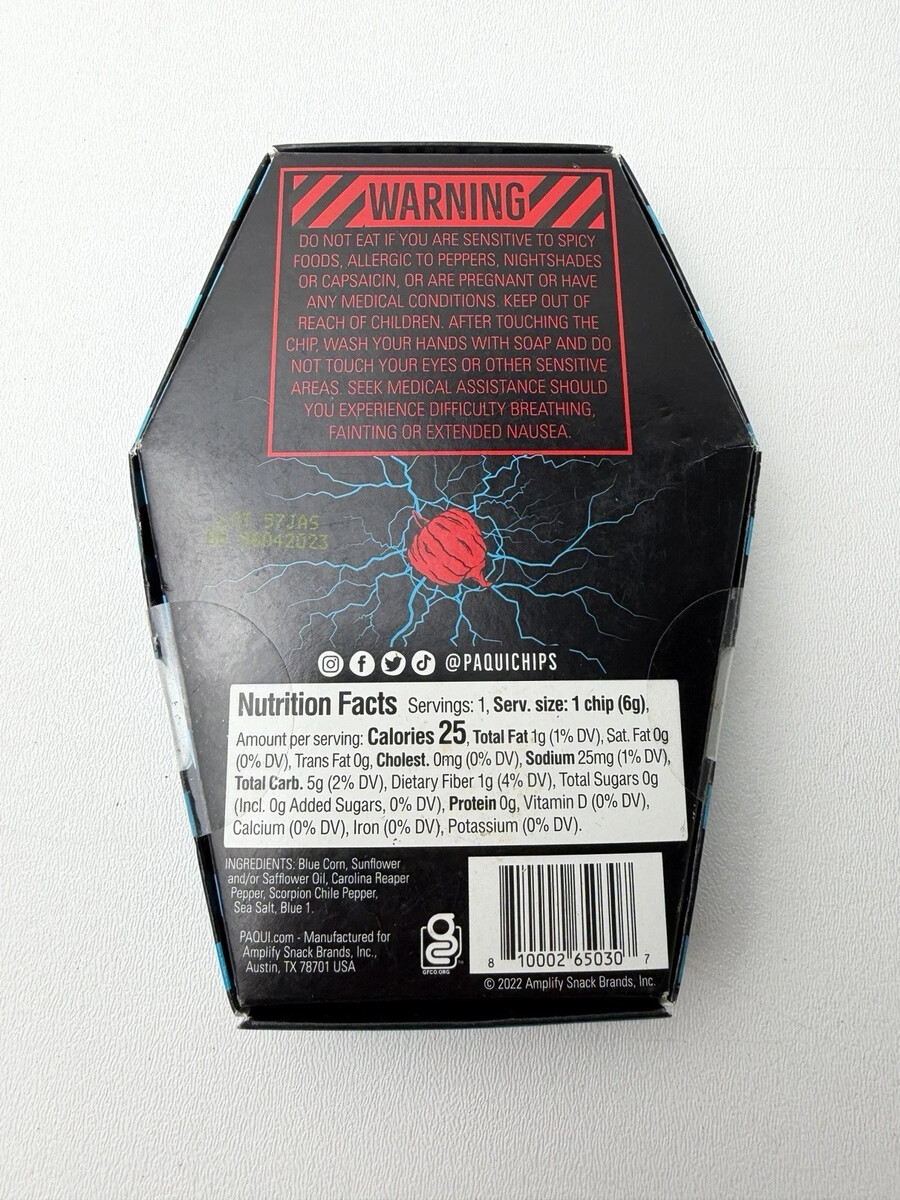 WARNING
DO NOT EAT IF YOU ARE SENSITIVE TO SPICY
FOODS, ALLERGIC TO PEPPERS, NIGHTSHADES
OR CAPSAICIN, OR ARE PREGNANT OR HAVE
ANY MEDICAL CONDITIONS. KEEP OUT OF
REACH OF CHILDREN. AFTER TOUCHING THE
CHIP, WASH YOUR HANDS WITH SOAP AND DO
NOT TOUCH YOUR EYES OR OTHER SENSITIVE
AREAS. SEEK MEDICAL ASSISTANCE SHOULD
YOU EXPERIENCE DIFFICULTY BREATHING,
FAINTING OR EXTENDED NAUSEA.
57JAS
@PAQUICHIPS
Nutrition Facts Servings: 1, Serv. size: 1 chip (6g),
Amount per serving: Calories 25, Total Fat 1g (1% DV), Sat. Fat 0g
(0% DV), Trans Fat 0g, Cholest. 0mg (0% DV), Sodium 25mg (1% DV),
Total Carb. 5g (2% DV), Dietary Fiber 1g (4% DV), Total Sugars 0g
(Incl. 0g Added Sugars, 0% DV), Protein 0g, Vitamin D (0% DV),
Calcium (0% DV), Iron (0% DV), Potassium (0% DV).
INGREDIENTS: Blue Corn, Sunflower
and/or Safflower Oil, Carolina Reaper
Pepper, Scorpion Chile Pepper,
Sea Salt, Blue 1.
PAQUI.com - Manufactured for
Amplify Snack Brands, Inc.,
Austin, TX 78701 USA
GFCO.ORG
8 10002 65030 7
© 2022 Amplify Snack Brands, Inc.